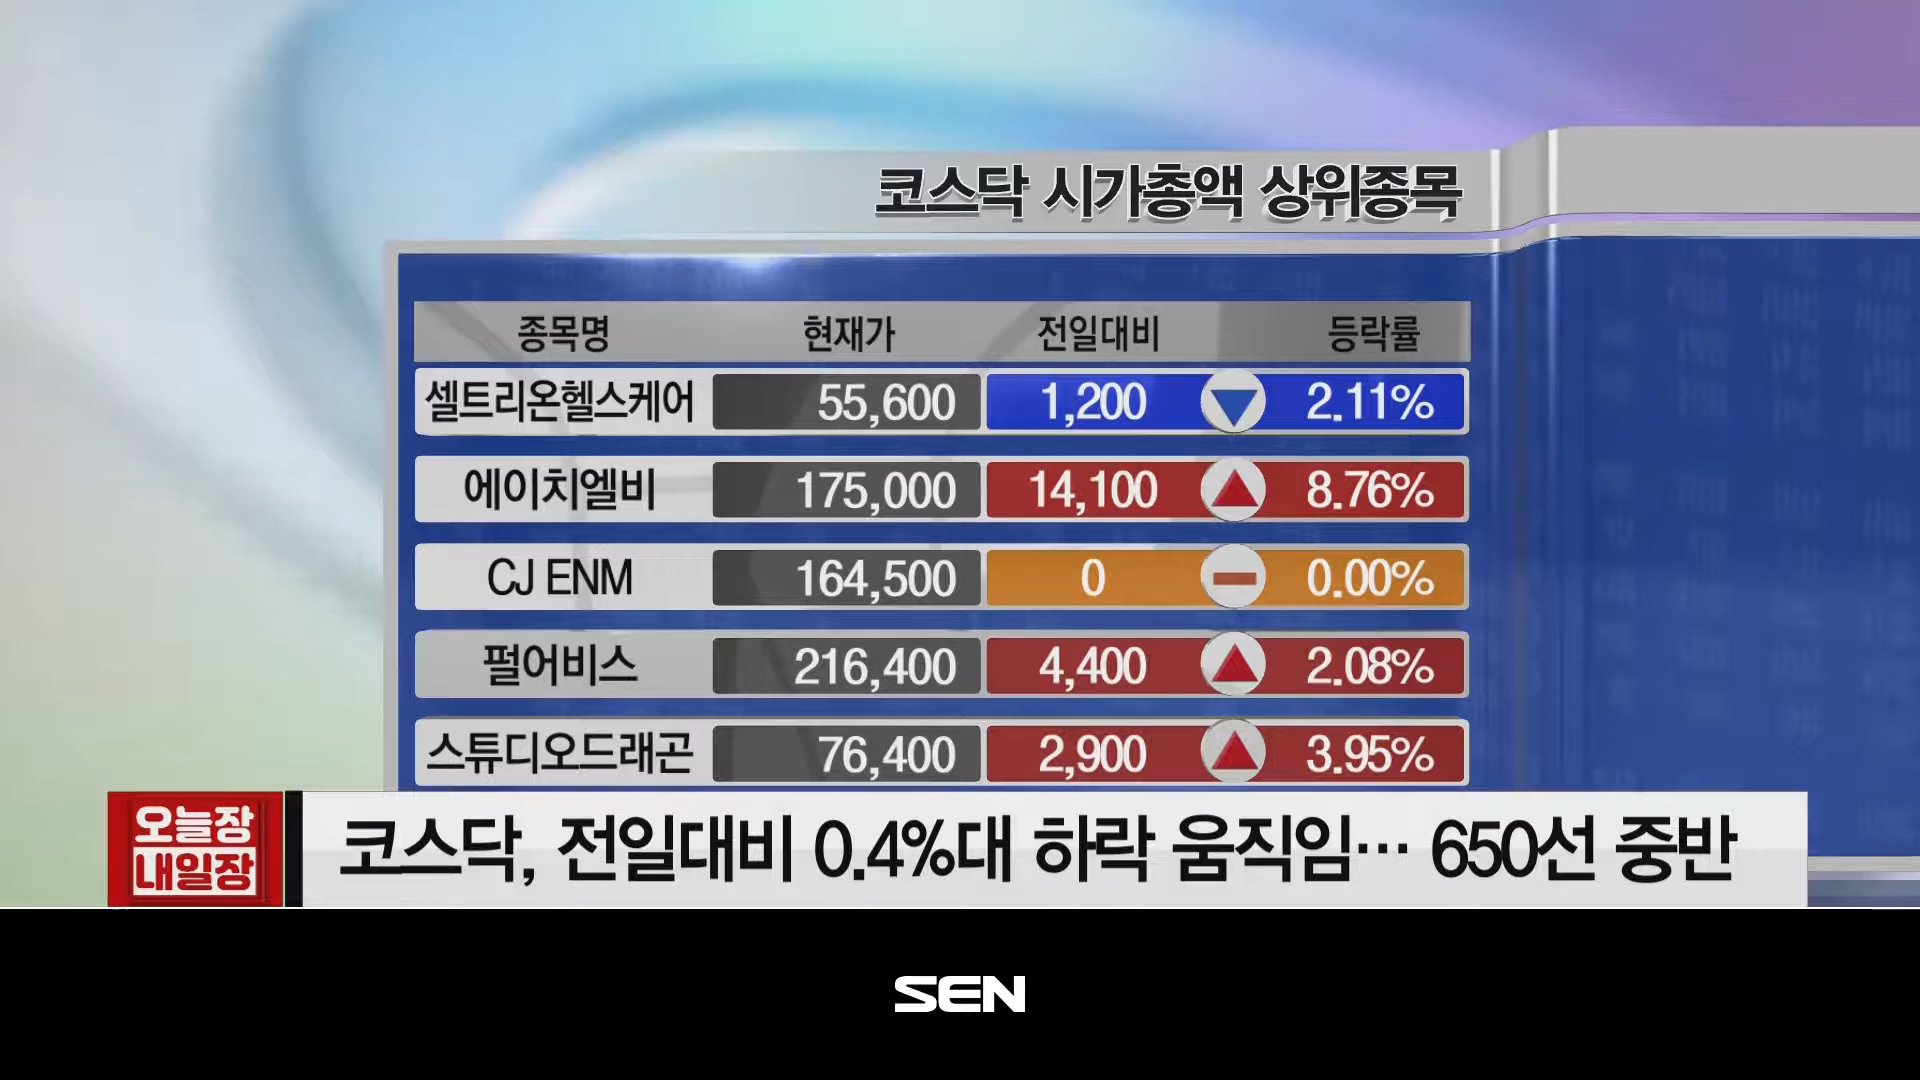 코스닥 시가총액 상위종목
종목명 현재가 전일대비 등락률
셀트리온헬스케어 55,600 1,200 ▼ 2.11%
에이치엘비 175,000 14,100 ▲ 8.76%
CJ ENM 164,500 0 - 0.00%
펄어비스 216,400 4,400 ▲ 2.08%
스튜디오드래곤 76,400 2,900 ▲ 3.95%
오늘장
내일장
코스닥, 전일대비 0.4%대 하락 움직임… 650선 중반
SEN